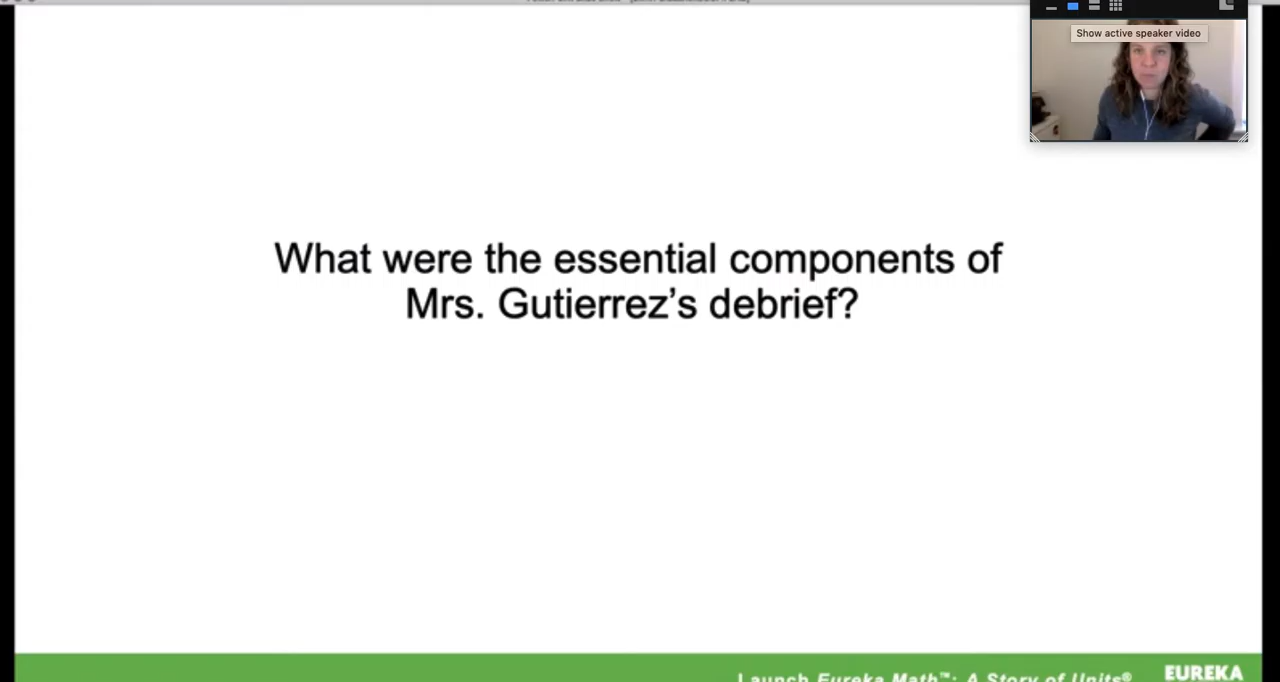 Show active speaker video
What were the essential components of
Mrs. Gutierrez’s debrief?
Launch Eureka Math™: A Story of Units®
EUREKA